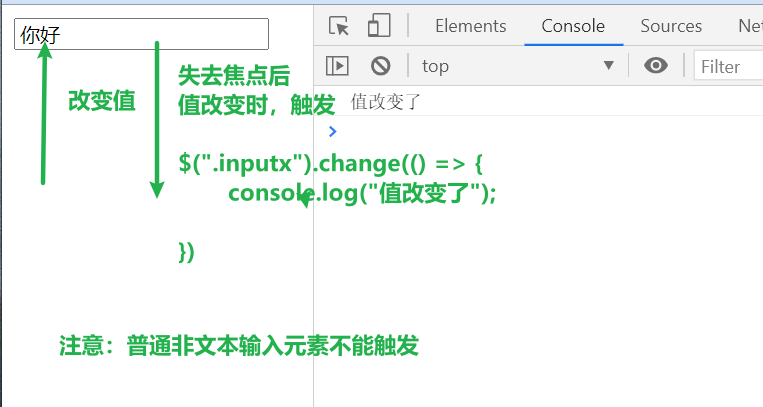 你好
Elements
Console
Sources
Net
top
Filter
值改变了
改变值
失去焦点后
值改变时，触发
$(".inputx").change(() => {
console.log("值改变了");
})
注意：普通非文本输入元素不能触发